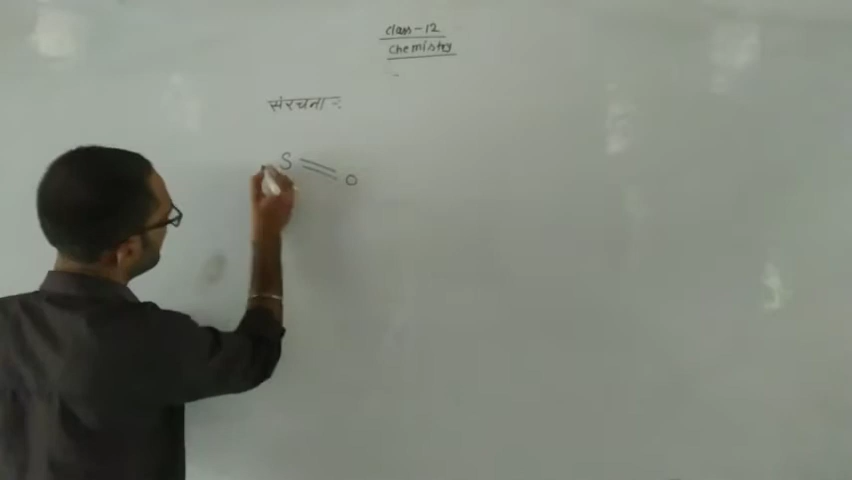 class-12
chemistry
संरचना :-
S = O